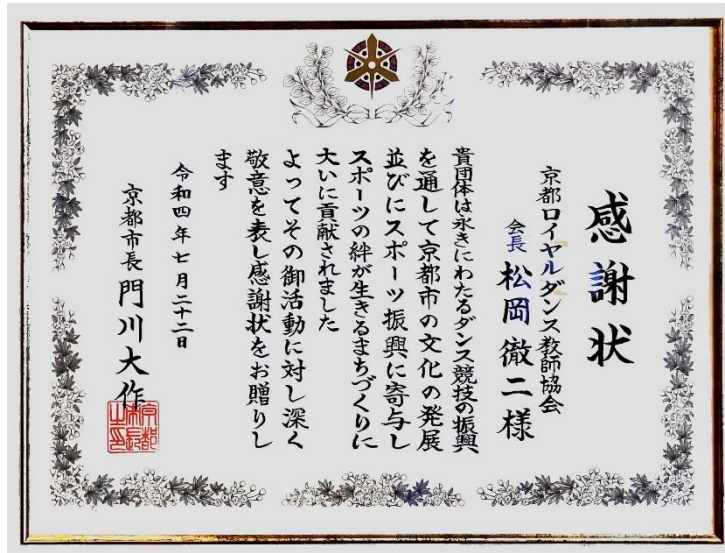 感謝状
京都ロイヤルダンス教師協会
会長 松岡徹二様
貴団体は永きにわたるダンス競技の振興
を通して京都市の文化の発展
並びにスポーツ振興に寄与し
スポーツの絆が生きるまちづくりに
大いに貢献されました
よってその御活動に対し深く
敬意を表し感謝状をお贈りし
ます
令和四年七月二十二日
京都市長 門川大作
京都市長之印